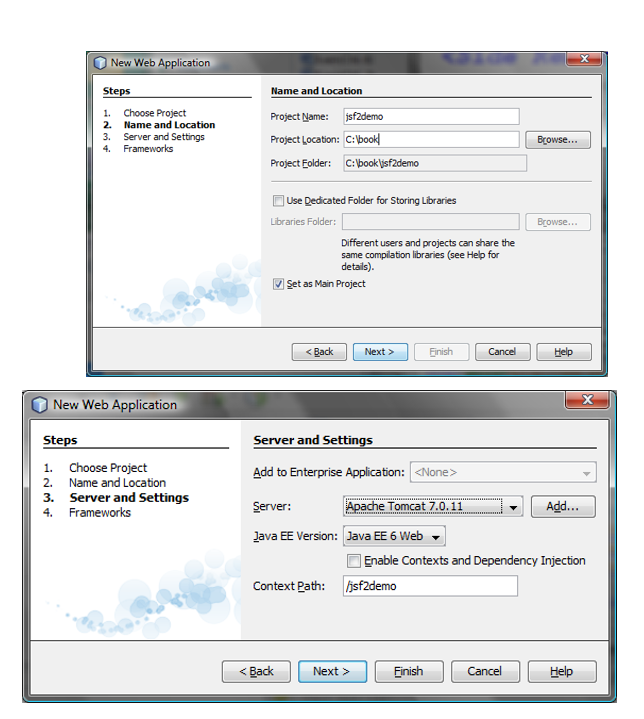 New Web Application
Steps
1. Choose Project
2. Name and Location
3. Server and Settings
4. Frameworks
Name and Location
Project Name: jsf2demo
Project Location: C:\book Browse...
Project Folder: C:\book\jsf2demo
Use Dedicated Folder for Storing Libraries
Libraries Folder: Browse...
Different users and projects can share the
same compilation libraries (see Help for
details).
Set as Main Project
< Back Next > Finish Cancel Help
New Web Application
Steps
1. Choose Project
2. Name and Location
3. Server and Settings
4. Frameworks
Server and Settings
Add to Enterprise Application: <None>
Server: Apache Tomcat 7.0.11 Add...
Java EE Version: Java EE 6 Web
Enable Contexts and Dependency Injection
Context Path: /jsf2demo
< Back Next > Finish Cancel Help